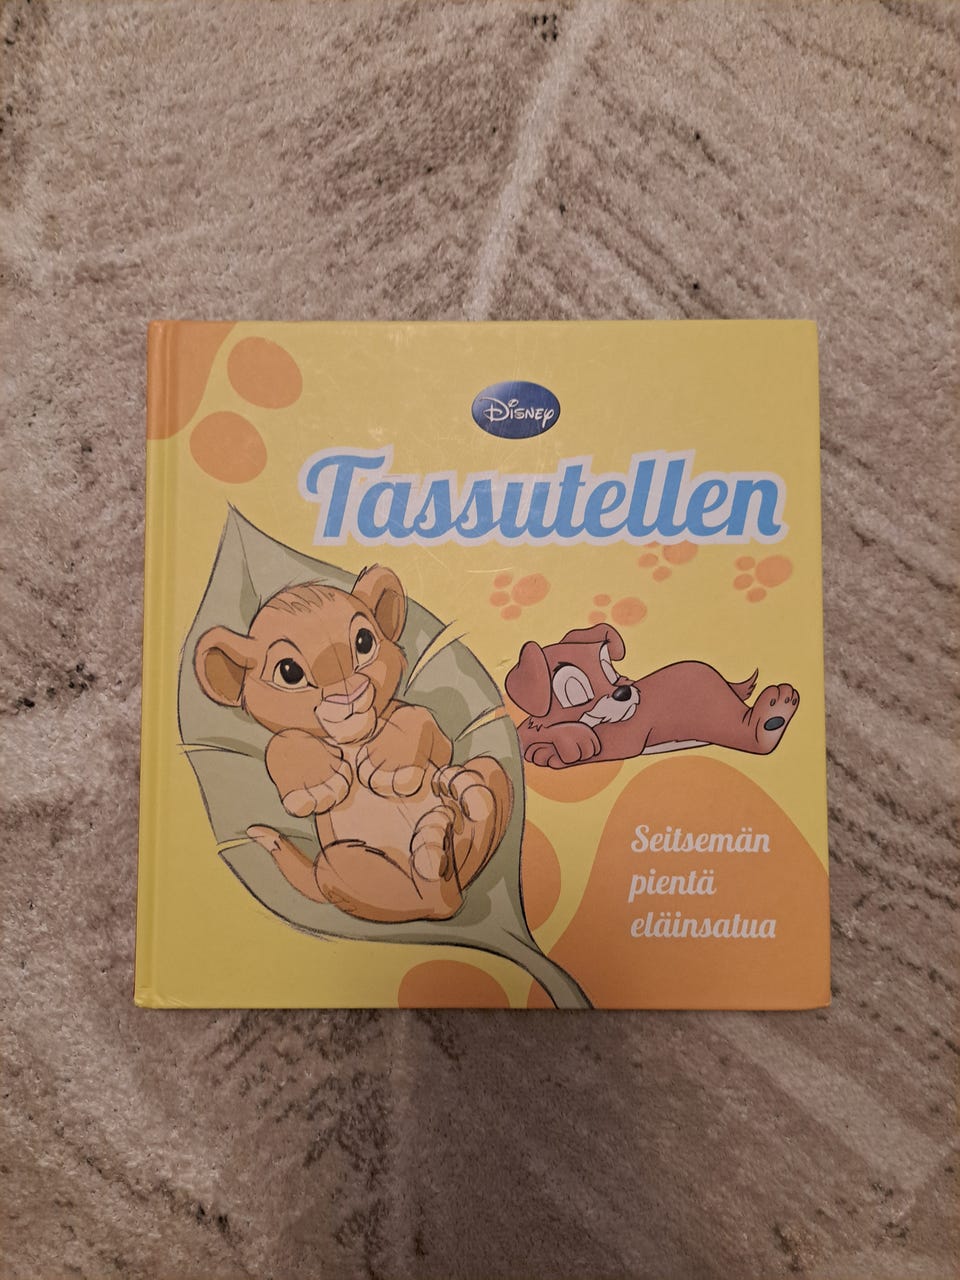 Disney
Tassutellen
Seitsemän
pientä
eläinsatua